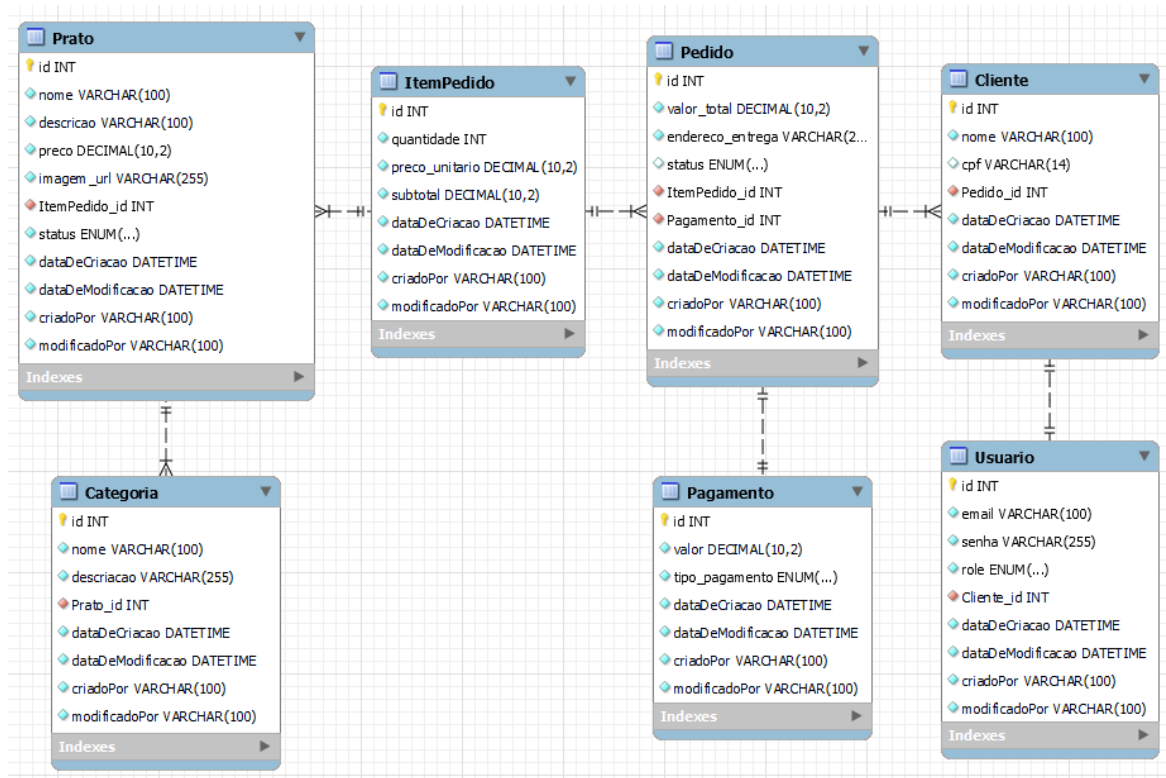 Prato
id INT
nome VARCHAR(100)
descricao VARCHAR(100)
preco DECIMAL(10,2)
imagem_url VARCHAR(255)
ItemPedido_id INT
status ENUM(...)
dataDeCriacao DATETIME
dataDeModificacao DATETIME
criadoPor VARCHAR(100)
modificadoPor VARCHAR(100)
Indexes
ItemPedido
id INT
quantidade INT
preco_unitario DECIMAL(10,2)
subtotal DECIMAL(10,2)
dataDeCriacao DATETIME
dataDeModificacao DATETIME
criadoPor VARCHAR(100)
modificadoPor VARCHAR(100)
Indexes
Pedido
id INT
valor_total DECIMAL(10,2)
endereco_entrega VARCHAR(2...
status ENUM(...)
ItemPedido_id INT
Pagamento_id INT
dataDeCriacao DATETIME
dataDeModificacao DATETIME
criadoPor VARCHAR(100)
modificadoPor VARCHAR(100)
Indexes
Cliente
id INT
nome VARCHAR(100)
cpf VARCHAR(14)
Pedido_id INT
dataDeCriacao DATETIME
dataDeModificacao DATETIME
criadoPor VARCHAR(100)
modificadoPor VARCHAR(100)
Indexes
Categoria
id INT
nome VARCHAR(100)
descriacao VARCHAR(255)
Prato_id INT
dataDeCriacao DATETIME
dataDeModificacao DATETIME
criadoPor VARCHAR(100)
modificadoPor VARCHAR(100)
Indexes
Pagamento
id INT
valor DECIMAL(10,2)
tipo_pagamento ENUM(...)
dataDeCriacao DATETIME
dataDeModificacao DATETIME
criadoPor VARCHAR(100)
modificadoPor VARCHAR(100)
Indexes
Usuario
id INT
email VARCHAR(100)
senha VARCHAR(255)
role ENUM(...)
Cliente_id INT
dataDeCriacao DATETIME
dataDeModificacao DATETIME
criadoPor VARCHAR(100)
modificadoPor VARCHAR(100)
Indexes